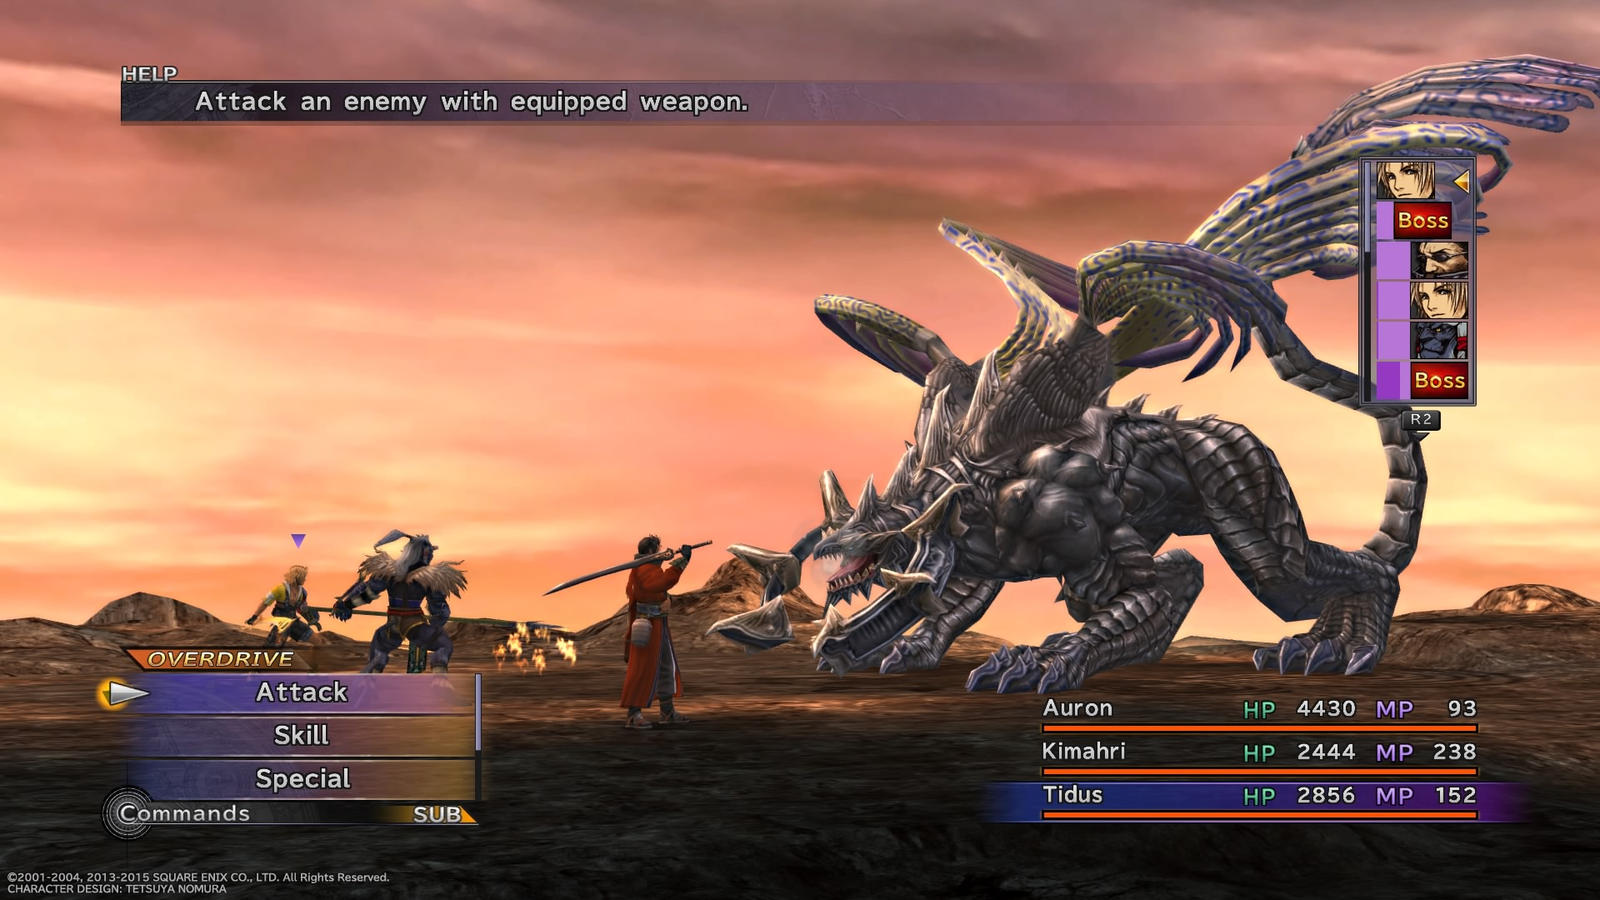 HELP
Attack an enemy with equipped weapon.
Boss
Boss
R2
OVERDRIVE
Attack
Skill
Special
Commands SUB
Auron HP 4430 MP 93
Kimahri HP 2444 MP 238
Tidus HP 2856 MP 152
©2001-2004, 2013-2015 SQUARE ENIX CO., LTD. All Rights Reserved.
CHARACTER DESIGN: TETSUYA NOMURA